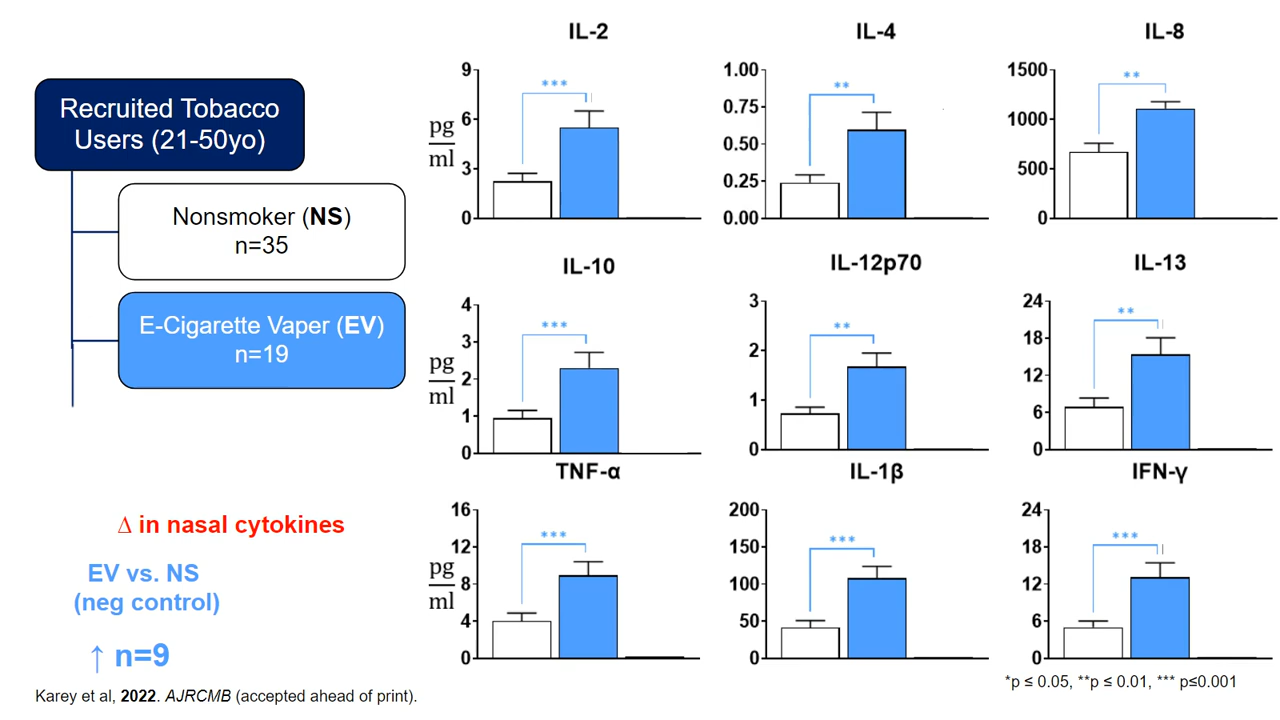 Recruited Tobacco
Users (21-50yo)
Nonsmoker (NS)
n=35
E-Cigarette Vaper (EV)
n=19
Δ in nasal cytokines
EV vs. NS
(neg control)
↑ n=9
Karey et al, 2022. AJRCMB (accepted ahead of print).
IL-2
9
6
3
0
pg
ml
***
IL-4
1.00
0.75
0.50
0.25
0.00
**
IL-8
1500
1000
500
0
**
IL-10
4
3
2
1
0
pg
ml
***
IL-12p70
3
2
1
0
**
IL-13
24
18
12
6
0
**
TNF-α
16
12
8
4
0
pg
ml
***
IL-1β
200
150
100
50
0
***
IFN-γ
24
18
12
6
0
***
*p ≤ 0.05, **p ≤ 0.01, *** p≤0.001